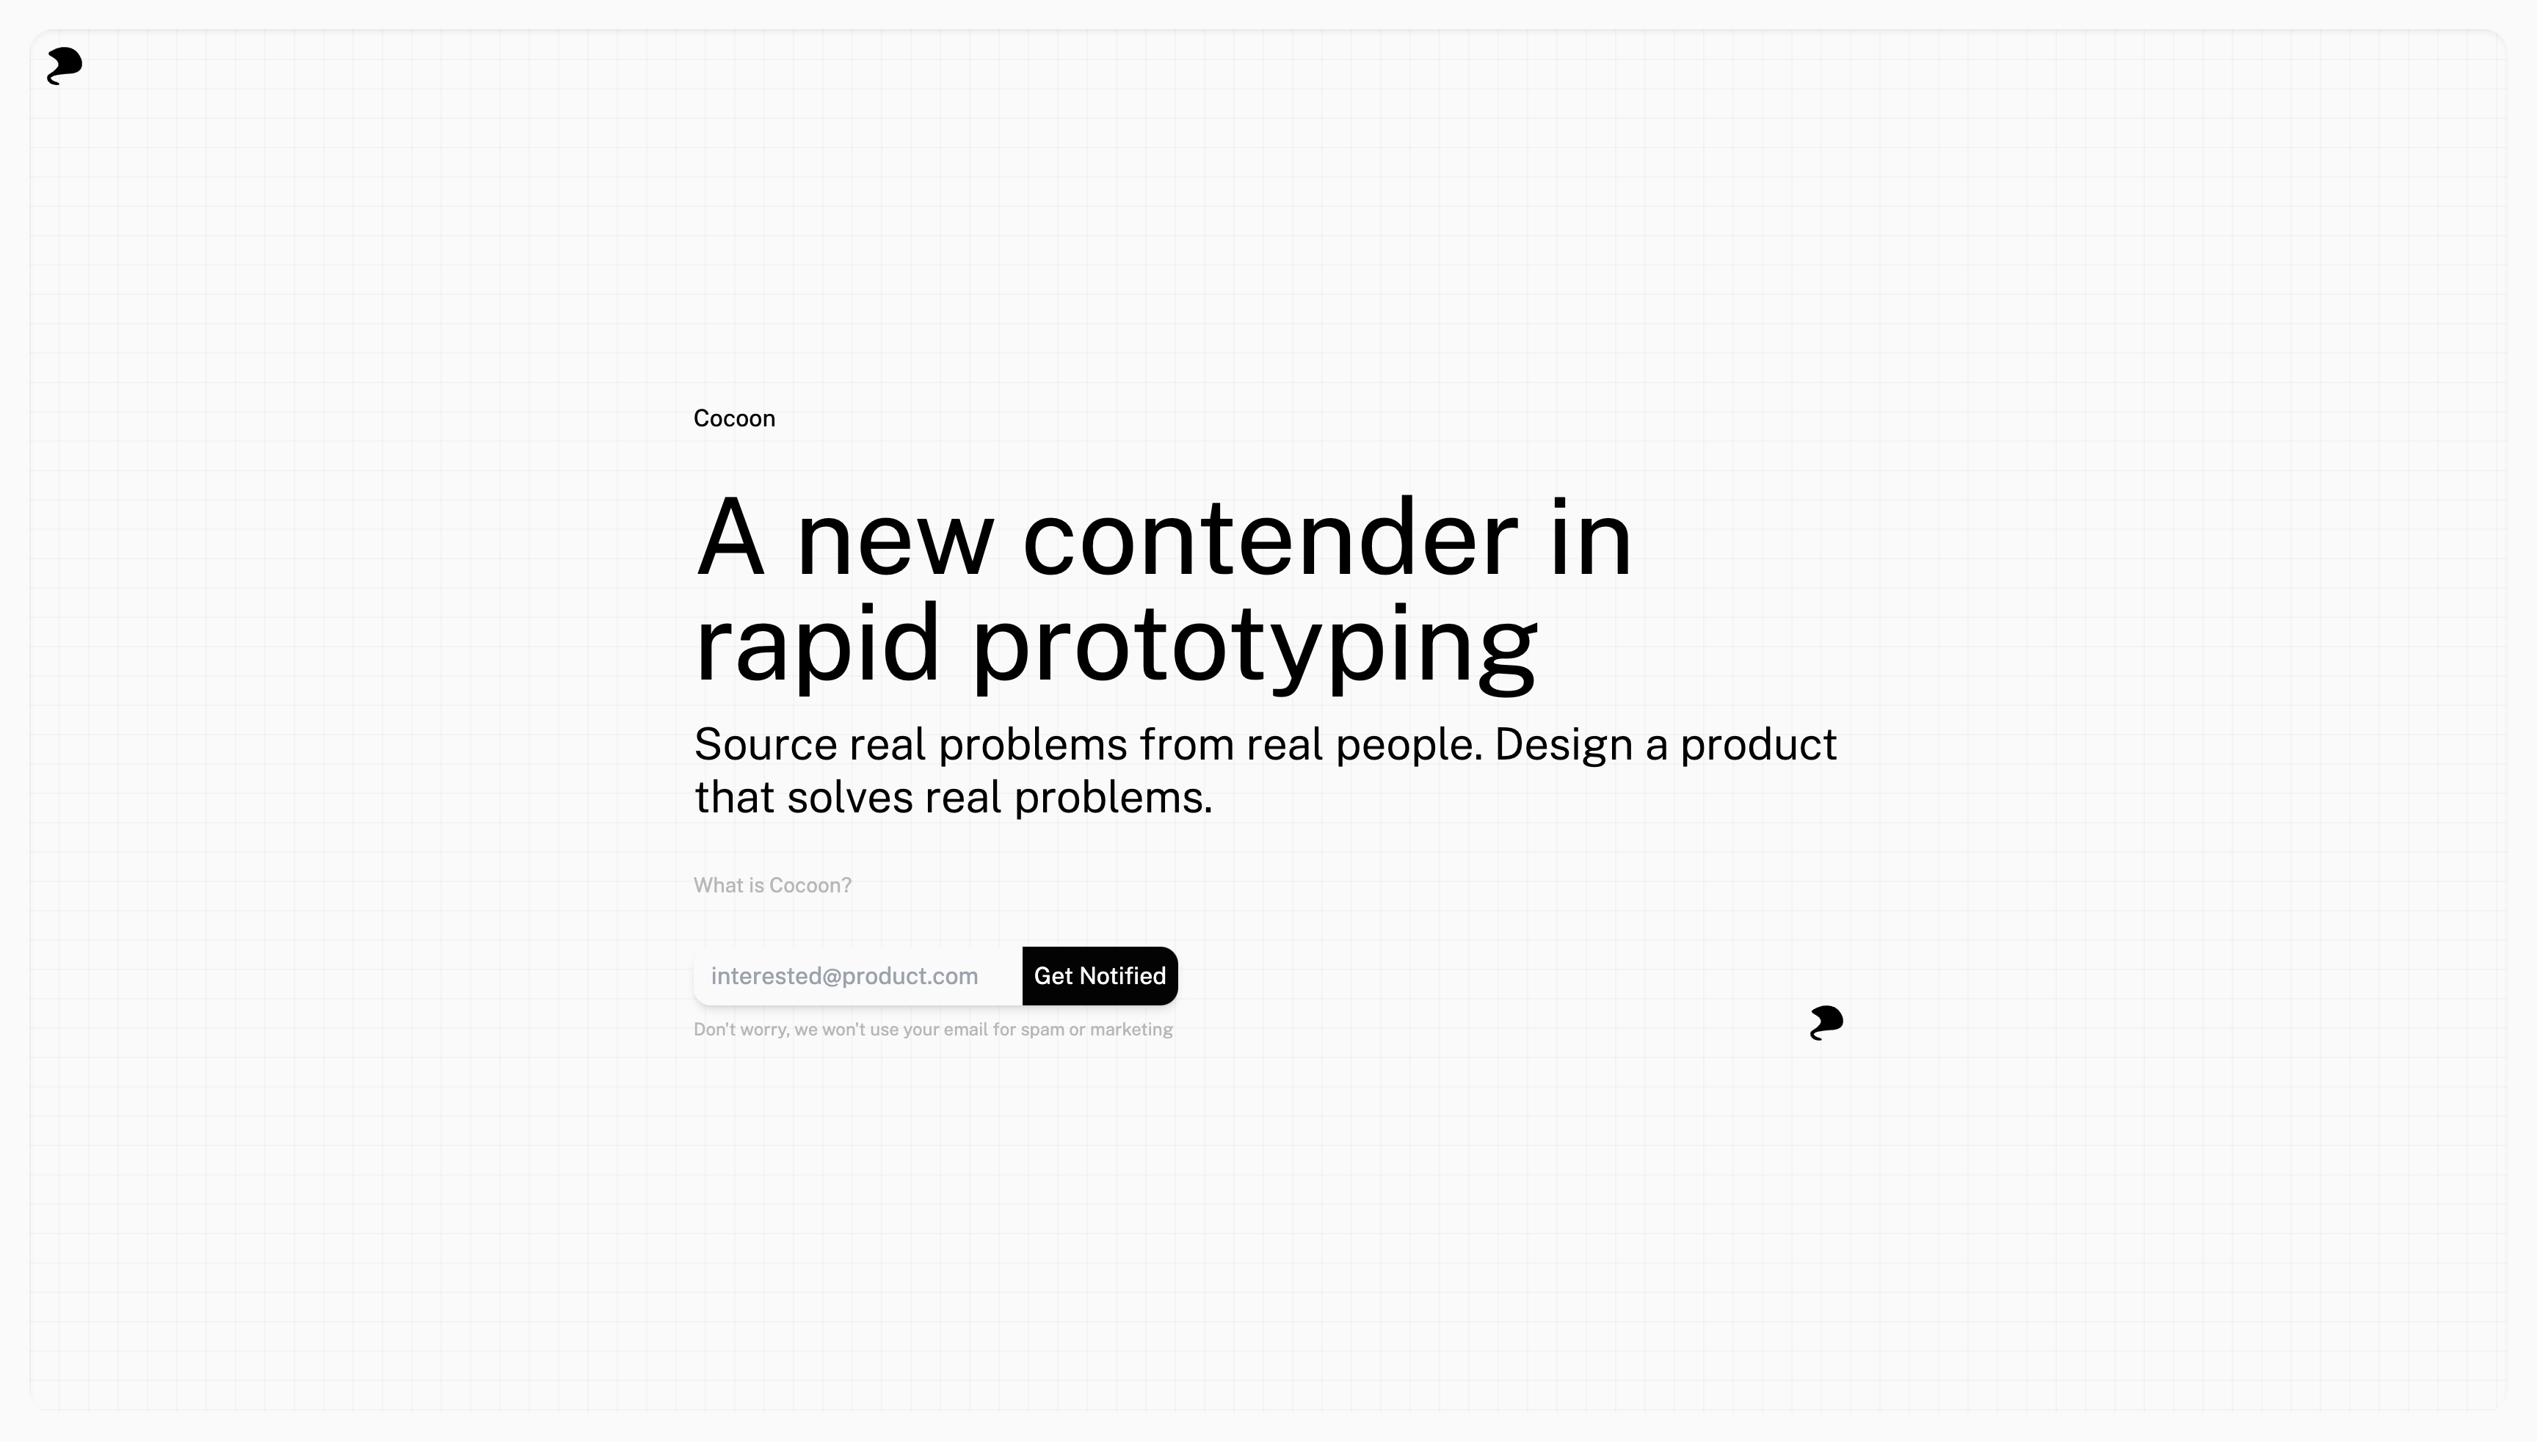 Cocoon
A new contender in
rapid prototyping
Source real problems from real people. Design a product
that solves real problems.
What is Cocoon?
interested@product.com
Get Notified
Don't worry, we won't use your email for spam or marketing